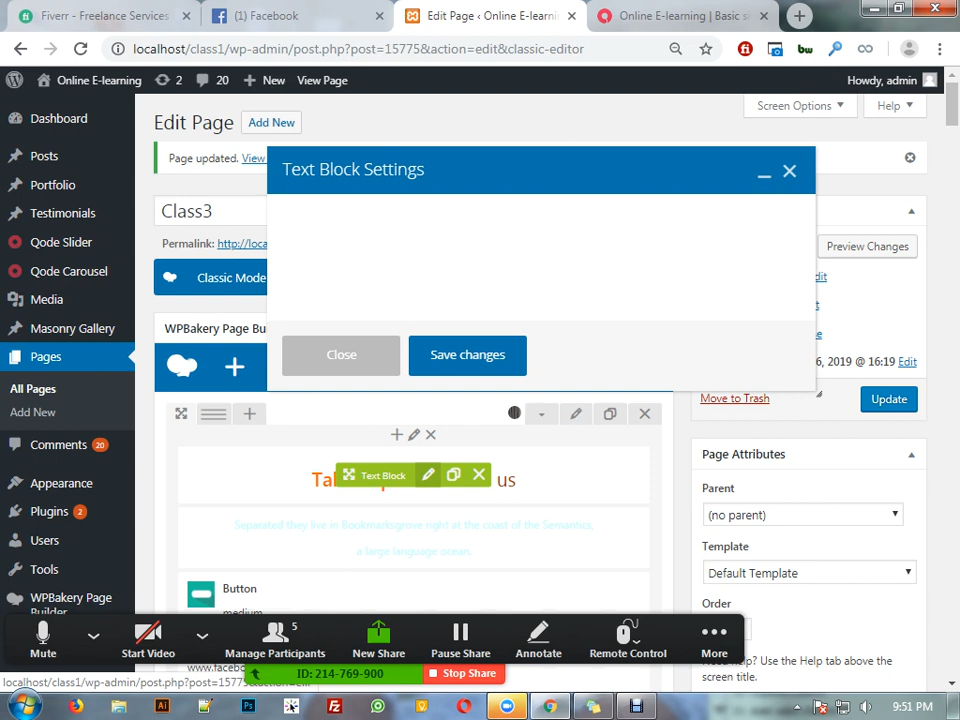 Fiverr - Freelance Services
(1) Facebook
Edit Page ‹ Online E-learnin
Online E-learning | Basic s
localhost/class1/wp-admin/post.php?post=15775&action=edit&classic-editor
Online E-learning
2
20
New
View Page
Howdy, admin
Dashboard
Posts
Portfolio
Testimonials
Qode Slider
Qode Carousel
Media
Masonry Gallery
Pages
All Pages
Add New
Comments 20
Appearance
Plugins 2
Users
Tools
WPBakery Page
Builder
Edit Page
Add New
Screen Options
Help
Page updated. View
Text Block Settings
Class3
Permalink: http://loca
Preview Changes
Classic Mode
WPBakery Page Bu
Close
Save changes
6, 2019 @ 16:19 Edit
Move to Trash
Update
Text Block
us
Separated they live in Bookmarksgrove right at the coast of the Semantics,
a large language ocean.
Button
medium
www.facebo
Page Attributes
Parent
(no parent)
Template
Default Template
Order
Need help? Use the Help tab above the
screen title.
Mute
Start Video
5
Manage Participants
New Share
Pause Share
Annotate
Remote Control
More
ID: 214-769-900
Stop Share
9:51 PM